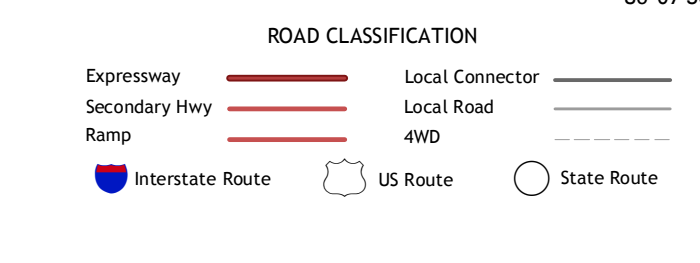 ROAD CLASSIFICATION
Expressway
Local Connector
Secondary Hwy
Local Road
Ramp
4WD
Interstate Route
US Route
State Route